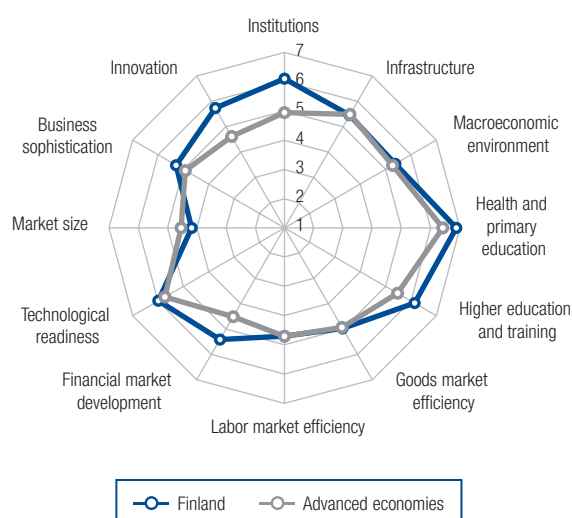 Institutions
7
6
5
4
3
2
1
Infrastructure
Macroeconomic
environment
Health and
primary
education
Higher education
and training
Goods market
efficiency
Labor market efficiency
Financial market
development
Technological
readiness
Market size
Business
sophistication
Innovation
Finland
Advanced economies